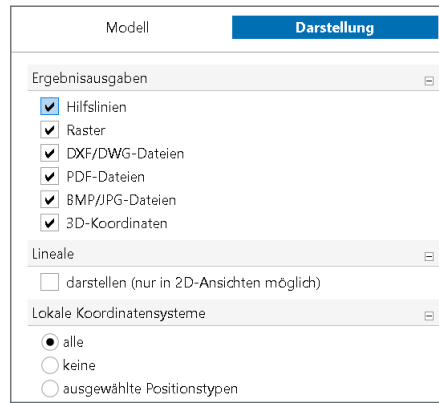 Modell Darstellung
Ergebnisausgaben
Hilfslinien
Raster
DXF/DWG-Dateien
PDF-Dateien
BMP/JPG-Dateien
3D-Koordinaten
Lineale
darstellen (nur in 2D-Ansichten möglich)
Lokale Koordinatensysteme
alle
keine
ausgewählte Positionstypen